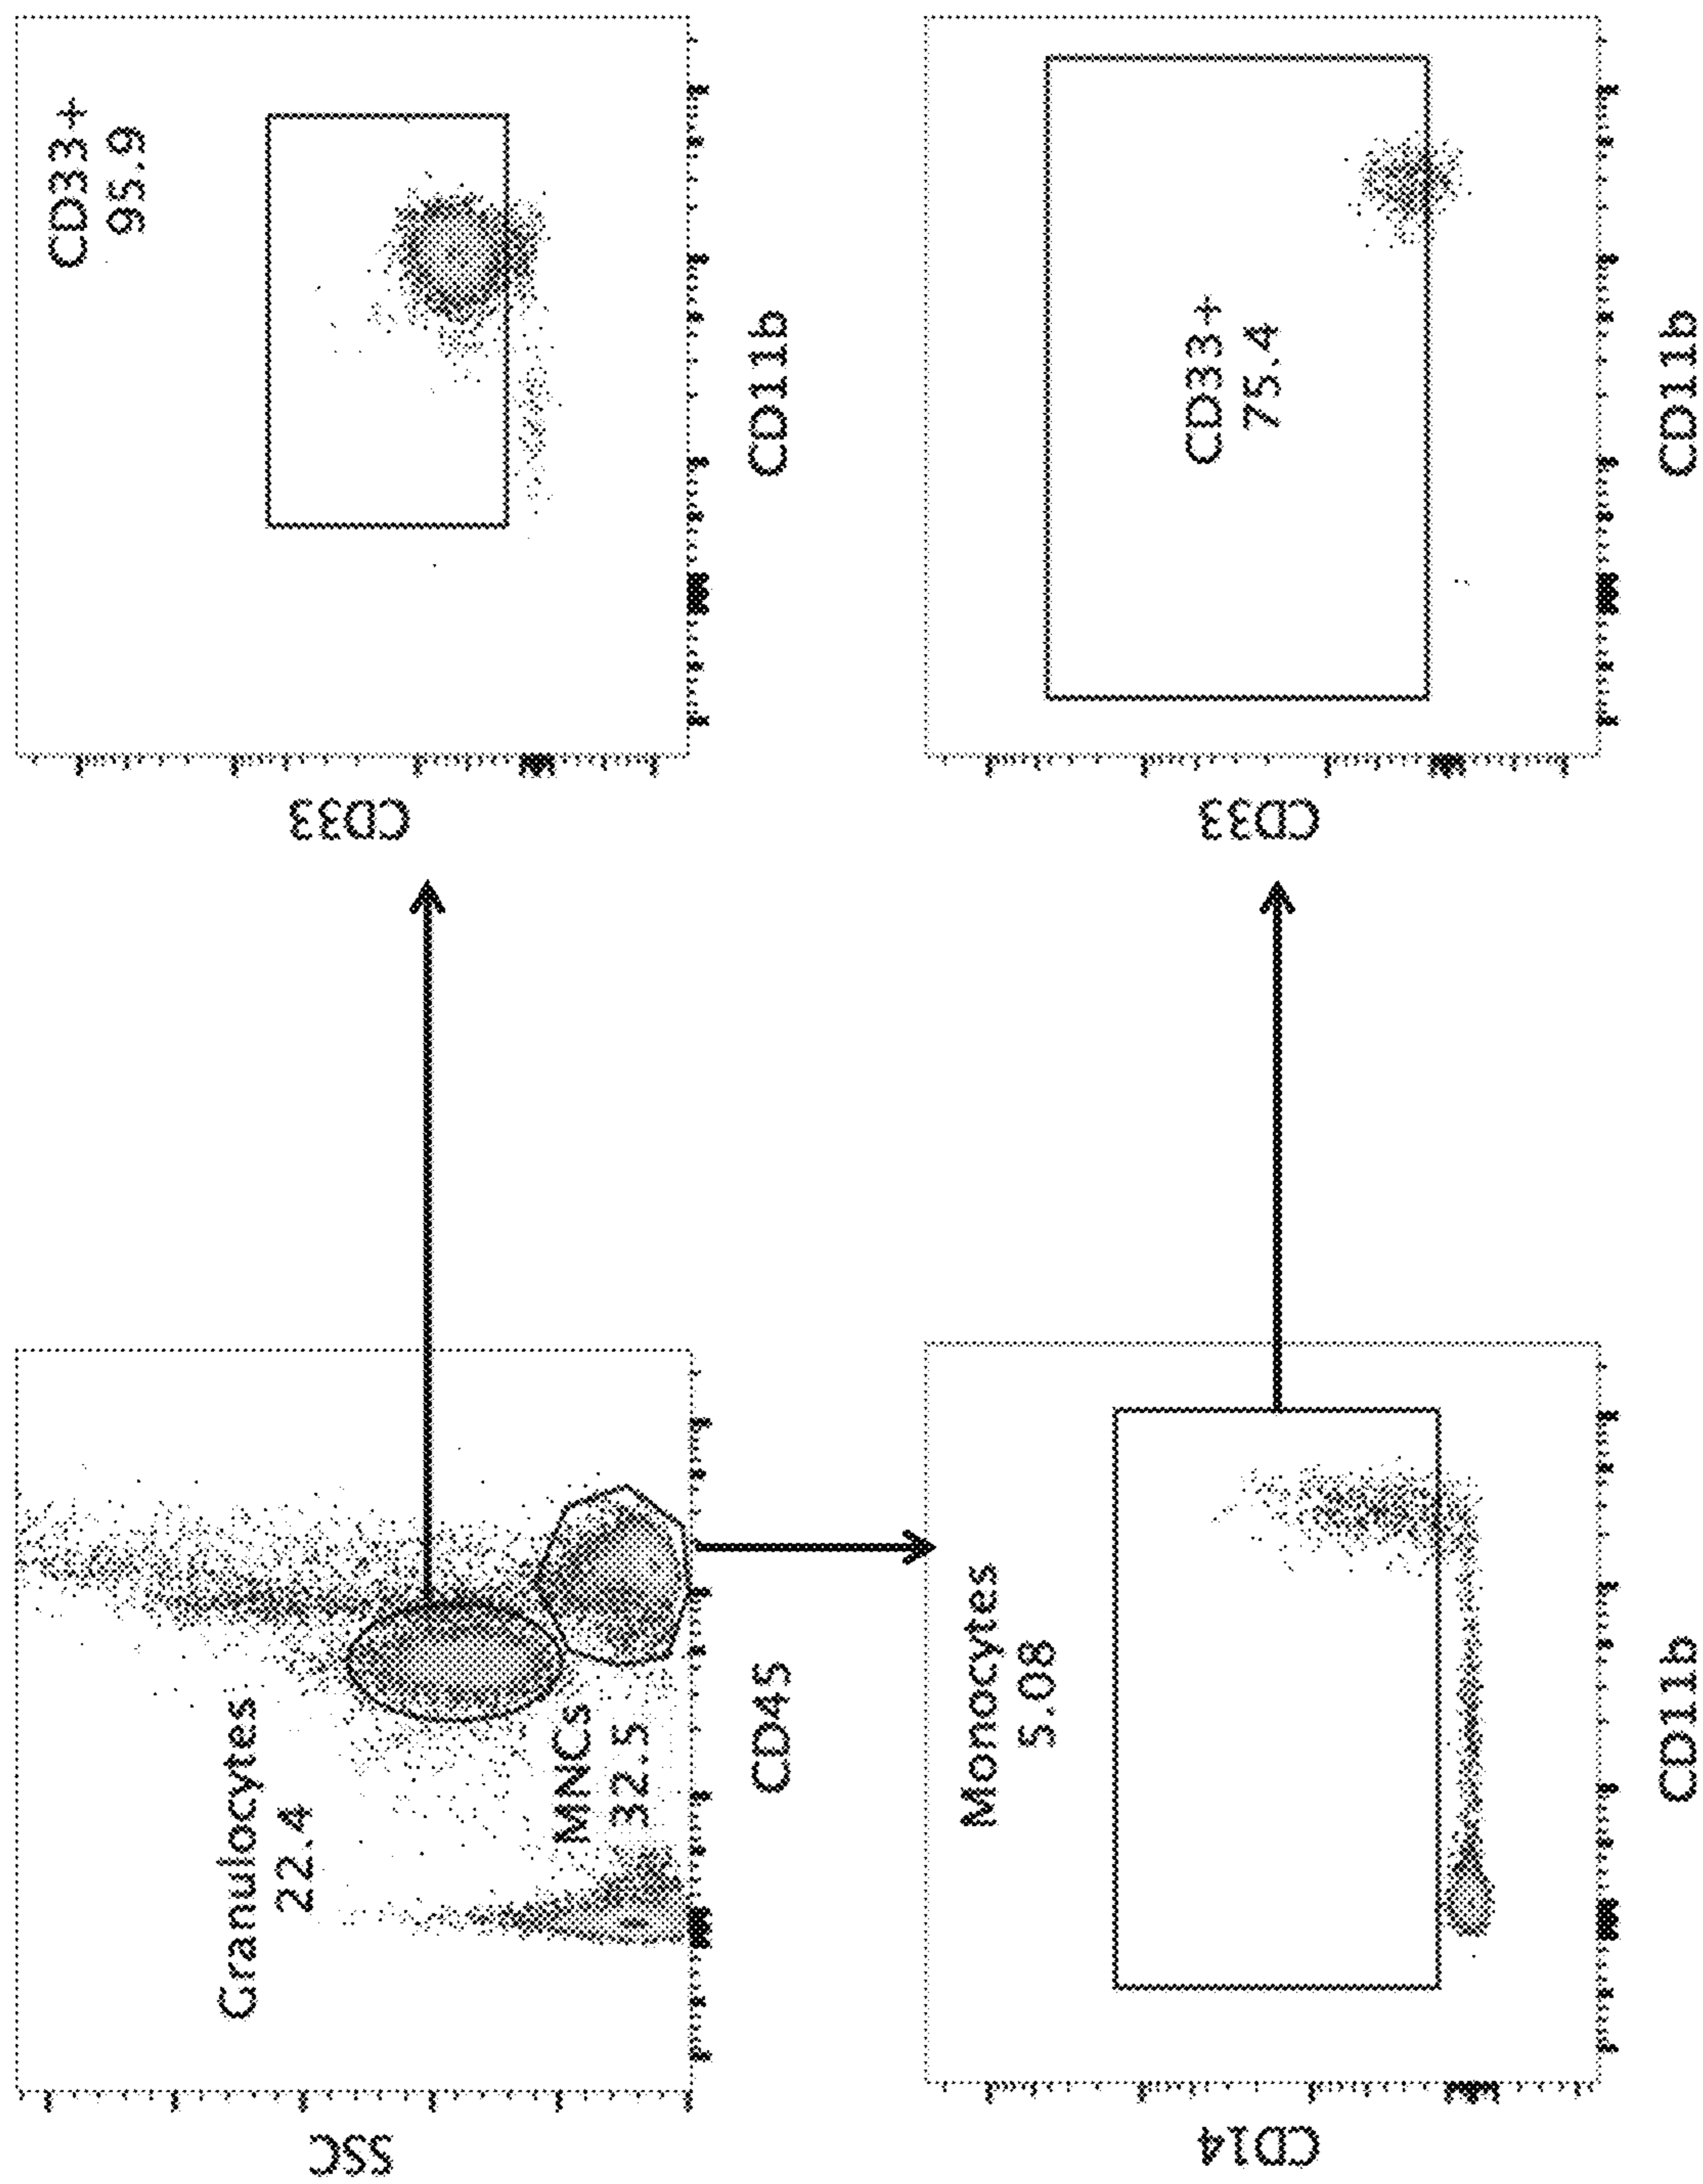 Granulocytes
22.4
MNCs
32.5
SSC
CD45
CD33+
95.9
CD33
CD11b
Monocytes
5.08
CD14
CD11b
CD33+
75.4
CD33
CD11b